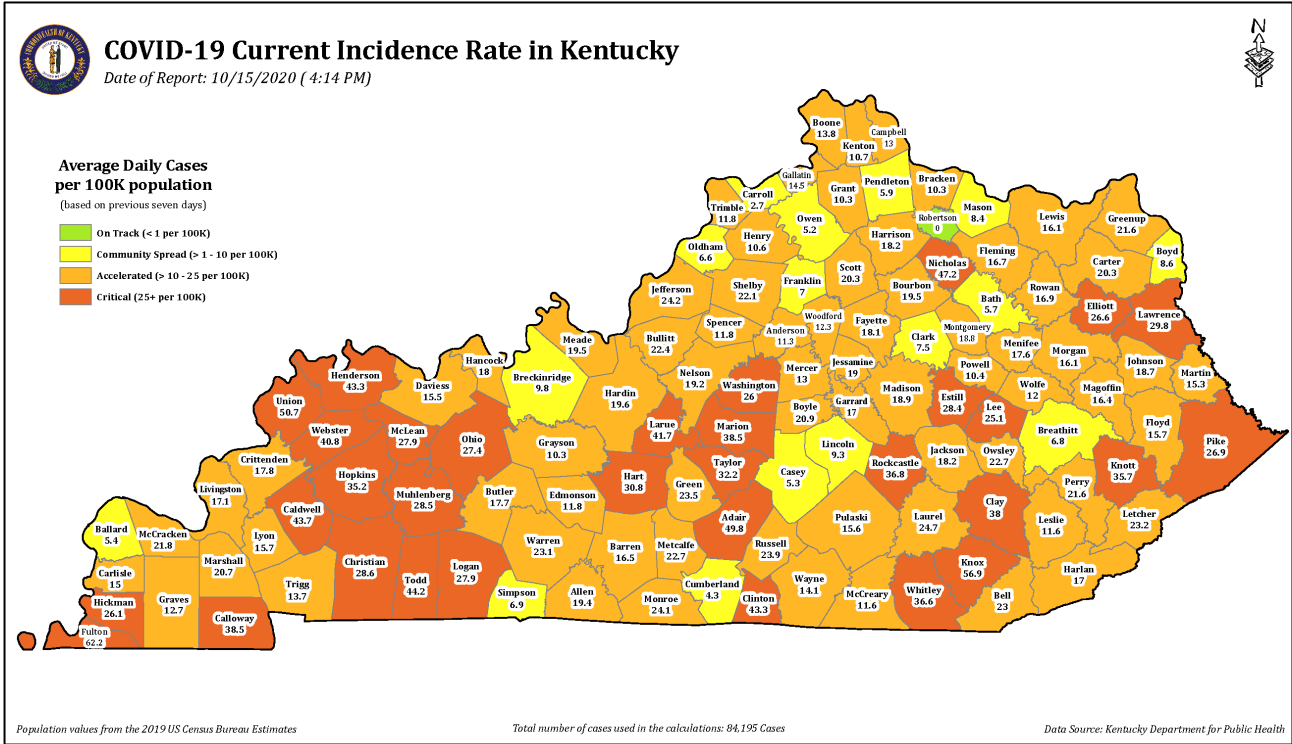 COVID-19 Current Incidence Rate in Kentucky
Date of Report: 10/15/2020 ( 4:14 PM)
N
Average Daily Cases
per 100K population
(based on previous seven days)
On Track (< 1 per 100K)
Community Spread (> 1 - 10 per 100K)
Accelerated (> 10 - 25 per 100K)
Critical (25+ per 100K)
Boone
13.8
Kenton
10.7
Campbell
13
Gallatin
14.5
Carroll
2.7
Trimble
11.8
Grant
10.3
Pendleton
5.9
Bracken
10.3
Mason
8.4
Robertson
0
Owen
5.2
Lewis
16.1
Greenup
21.6
Oldham
6.6
Henry
10.6
Harrison
18.2
Nicholas
47.2
Fleming
16.7
Carter
20.3
Boyd
8.6
Jefferson
24.2
Shelby
22.1
Franklin
7
Scott
20.3
Bourbon
19.5
Bath
5.7
Rowan
16.9
Elliott
26.6
Lawrence
29.8
Spencer
11.8
Anderson
11.3
Woodford
12.3
Fayette
18.1
Clark
7.5
Montgomery
18.8
Menifee
17.6
Morgan
16.1
Johnson
18.7
Martin
15.3
Meade
19.5
Bullitt
22.4
Hancock
18
Breckinridge
9.8
Hardin
19.6
Nelson
19.2
Washington
26
Mercer
13
Jessamine
19
Madison
18.9
Powell
10.4
Wolfe
12
Magoffin
16.4
Henderson
43.3
Daviess
15.5
Union
50.7
Webster
40.8
McLean
27.9
Ohio
27.4
Grayson
10.3
Larue
41.7
Marion
38.5
Boyle
20.9
Garrard
17
Estill
28.4
Lee
25.1
Breathitt
6.8
Floyd
15.7
Pike
26.9
Lincoln
9.3
Casey
5.3
Rockcastle
36.8
Jackson
18.2
Owsley
22.7
Knott
35.7
Perry
21.6
Crittenden
17.8
Hopkins
35.2
Muhlenberg
28.5
Butler
17.7
Edmonson
11.8
Hart
30.8
Green
23.5
Taylor
32.2
Livingston
17.1
Caldwell
43.7
Adair
49.8
Pulaski
15.6
Laurel
24.7
Clay
38
Leslie
11.6
Letcher
23.2
Ballard
5.4
McCracken
21.8
Lyon
15.7
Marshall
20.7
Warren
23.1
Barren
16.5
Metcalfe
22.7
Russell
23.9
Carlisle
15
Trigg
13.7
Christian
28.6
Todd
44.2
Logan
27.9
Simpson
6.9
Allen
19.4
Monroe
24.1
Cumberland
4.3
Clinton
43.3
Wayne
14.1
McCreary
11.6
Whitley
36.6
Knox
56.9
Bell
23
Harlan
17
Hickman
26.1
Graves
12.7
Calloway
38.5
Fulton
62.2
Population values from the 2019 US Census Bureau Estimates
Total number of cases used in the calculations: 84,195 Cases
Data Source: Kentucky Department for Public Health